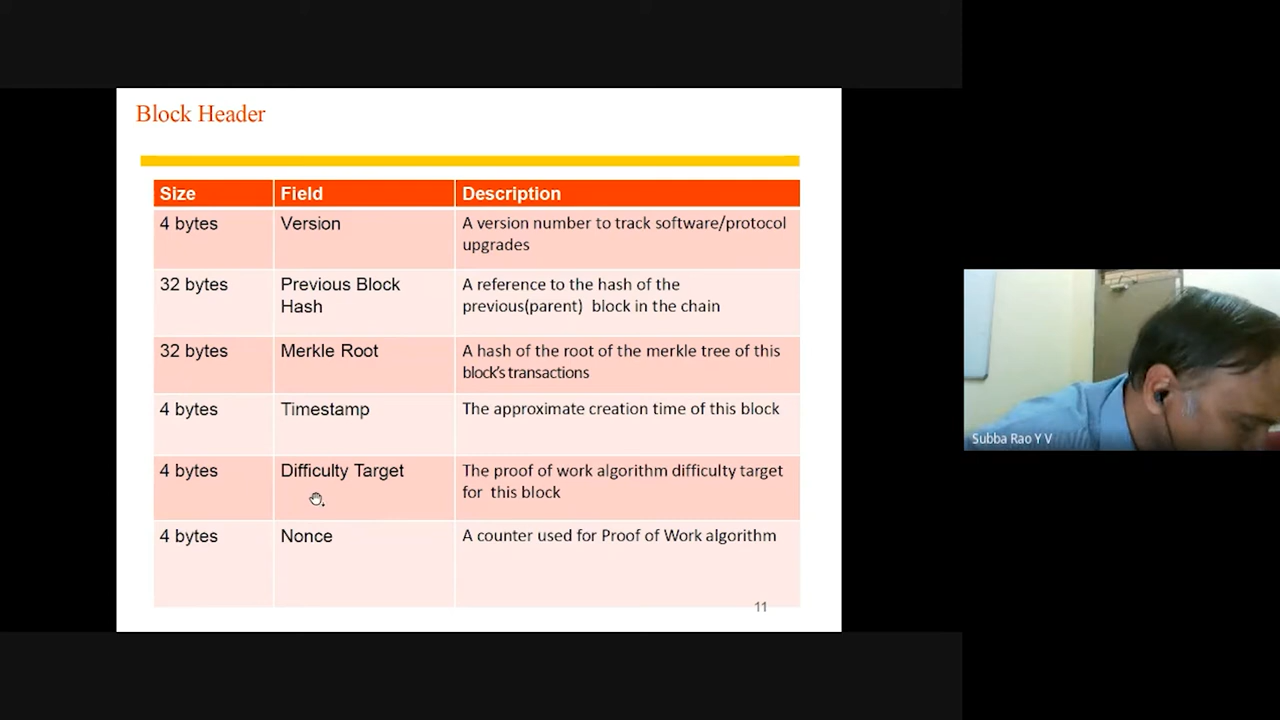 Block Header
Size Field Description
4 bytes Version A version number to track software/protocol
upgrades
32 bytes Previous Block A reference to the hash of the
Hash previous(parent) block in the chain
32 bytes Merkle Root A hash of the root of the merkle tree of this
block's transactions
4 bytes Timestamp The approximate creation time of this block
4 bytes Difficulty Target The proof of work algorithm difficulty target
for this block
4 bytes Nonce A counter used for Proof of Work algorithm
11
Subba Rao Y V